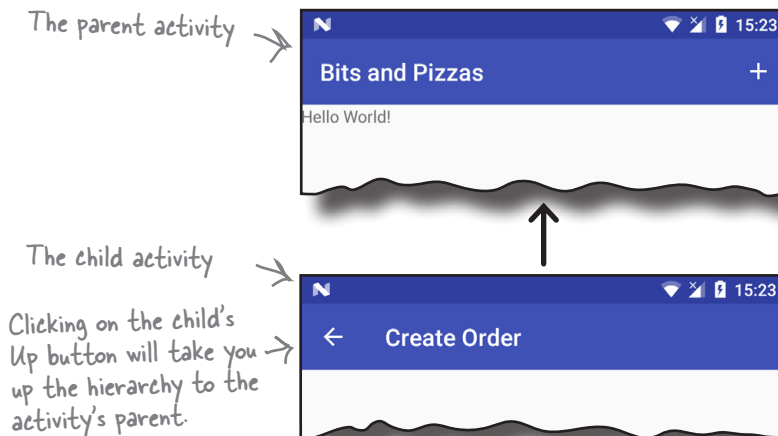 The parent activity
15:23
Bits and Pizzas
+
Hello World!
The child activity
15:23
Create Order
Clicking on the child's
Up button will take you
up the hierarchy to the
activity's parent.